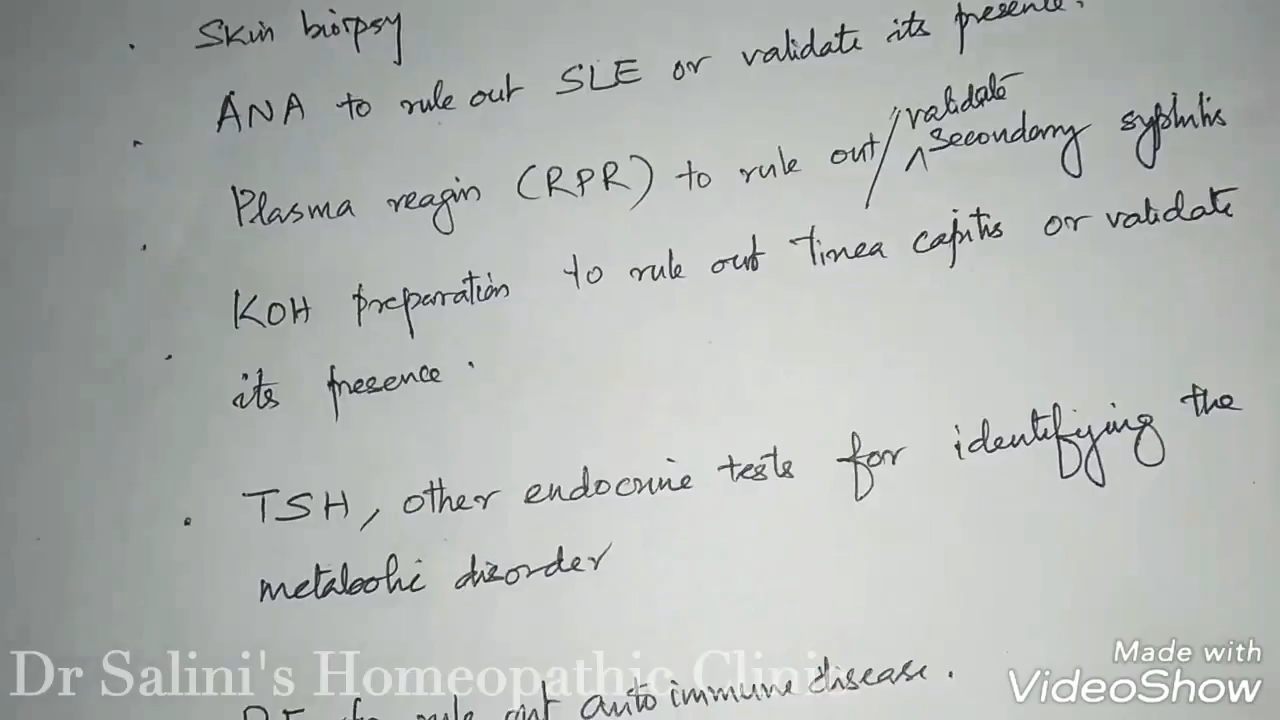 . Skin biopsy
. ANA to rule out SLE or validate its presence.
. Plasma reagin (RPR) to rule out / validate secondary syphilis
. KOH preparation to rule out Tinea capitis or validate
its presence.
. TSH, other endocrine tests for identifying the
metabolic disorder
rule out auto immune disease.
Dr Salini's Homeopathic Clinic
Made with
VideoShow